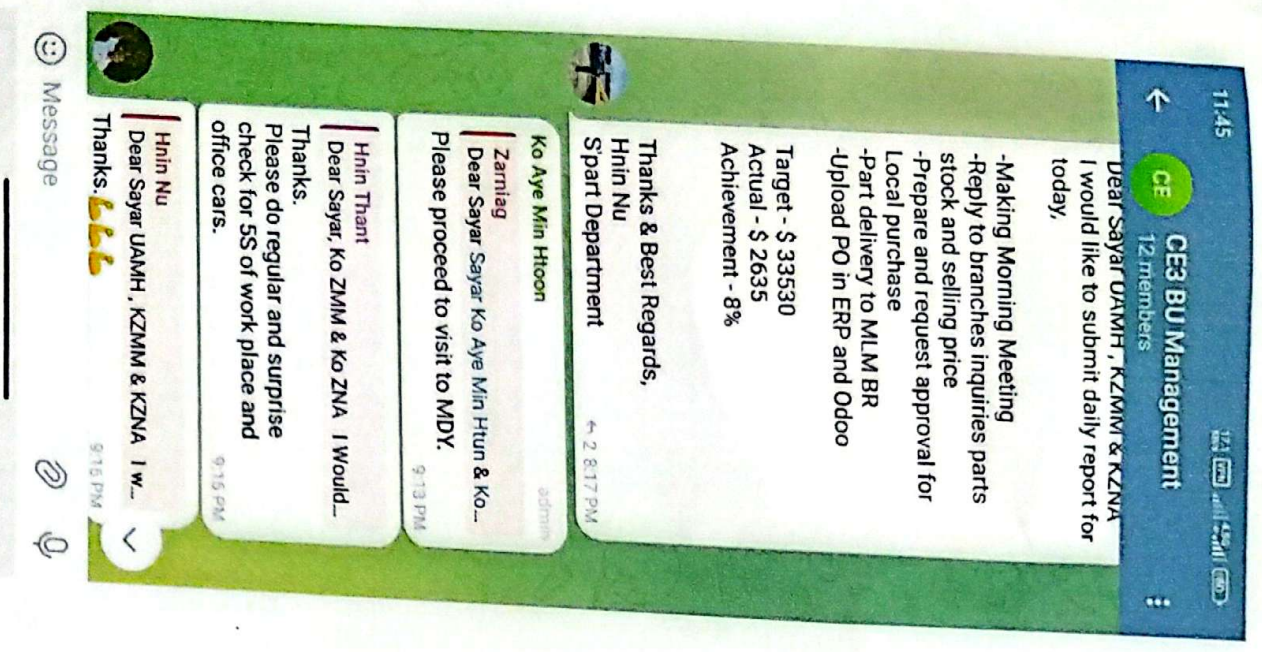 11:45
CE
CE3 BU Management
12 members
Dear Sayar UAMH , KZMM & KZNA
I would like to submit daily report for
today,
-Making Morning Meeting
-Reply to branches inquiries parts
stock and selling price
-Prepare and request approval for
Local purchase
-Part delivery to MLM BR
-Upload PO in ERP and Odoo
Target - $ 33530
Actual - $ 2635
Achievement - 8%
Thanks & Best Regards,
Hnin Nu
S'part Department
2 8:17 PM
Ko Aye Min Htoon
admin
Zarniag
Dear Sayar Sayar Ko Aye Min Htun & Ko...
Please proceed to visit to MDY.
9:13 PM
Hnin Thant
Dear Sayar, Ko ZMM & Ko ZNA I Would...
Thanks.
Please do regular and surprise
check for 5S of work place and
office cars.
9:15 PM
Hnin Nu
Dear Sayar UAMH , KZMM & KZNA I w...
Thanks.💪💪💪💪
9:15 PM
Message